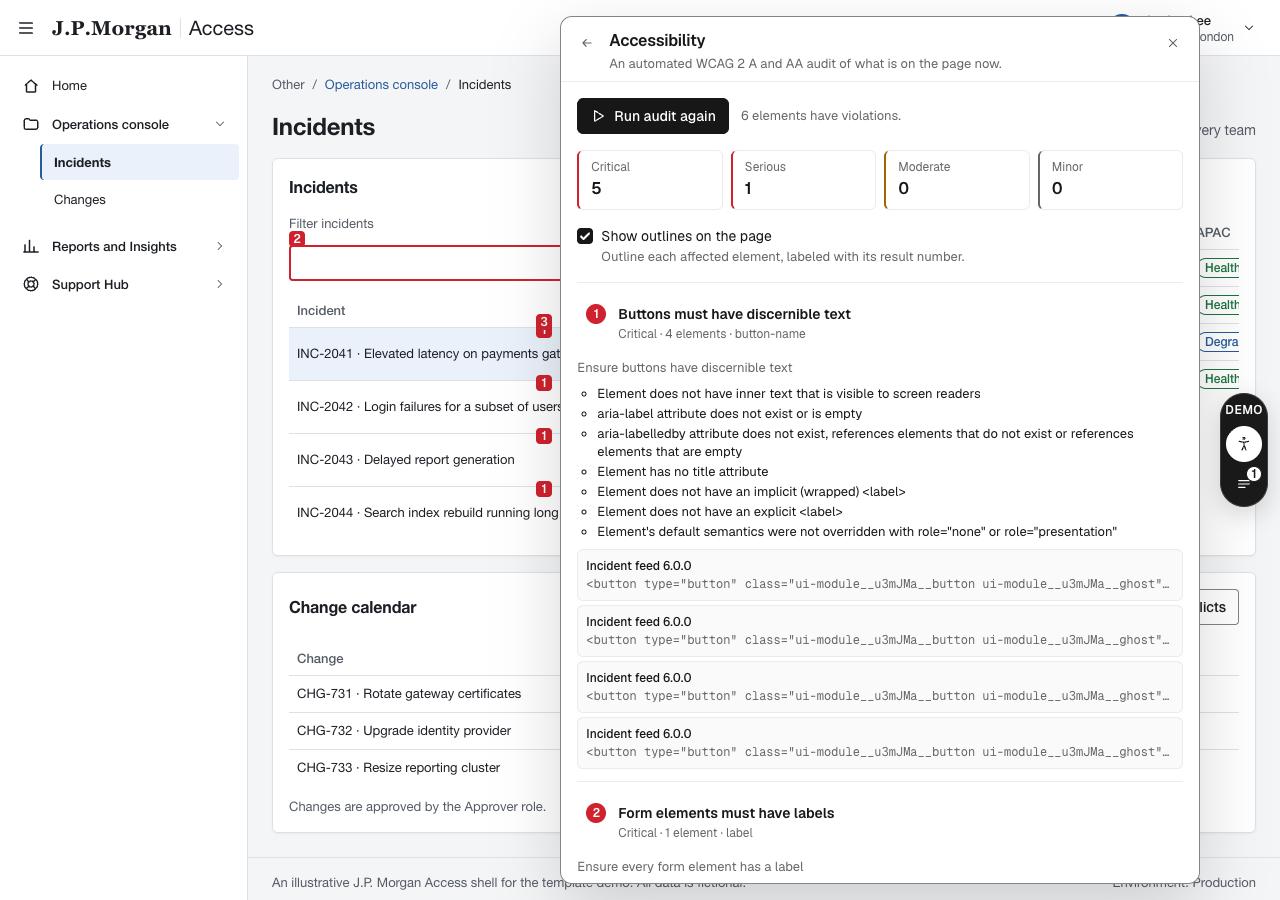 J.P.Morgan
Access
ee
ondon
Home
Operations console
Incidents
Changes
Reports and Insights
Support Hub
Other / Operations console / Incidents
Incidents
ery team
Incidents
Filter incidents
2
Incident
3
INC-2041 · Elevated latency on payments gat
1
INC-2042 · Login failures for a subset of users
1
INC-2043 · Delayed report generation
1
INC-2044 · Search index rebuild running long
APAC
Health
Health
Degra
Health
Change calendar
licts
Change
CHG-731 · Rotate gateway certificates
CHG-732 · Upgrade identity provider
CHG-733 · Resize reporting cluster
Changes are approved by the Approver role.
An illustrative J.P. Morgan Access shell for the template demo. All data is fictional.
Environment: Production
Accessibility
An automated WCAG 2 A and AA audit of what is on the page now.
Run audit again
6 elements have violations.
Critical
5
Serious
1
Moderate
0
Minor
0
Show outlines on the page
Outline each affected element, labeled with its result number.
1
Buttons must have discernible text
Critical · 4 elements · button-name
Ensure buttons have discernible text
Element does not have inner text that is visible to screen readers
aria-label attribute does not exist or is empty
aria-labelledby attribute does not exist, references elements that do not exist or references
elements that are empty
Element has no title attribute
Element does not have an implicit (wrapped) <label>
Element does not have an explicit <label>
Element's default semantics were not overridden with role="none" or role="presentation"
Incident feed 6.0.0
<button type="button" class="ui-module__u3mJMa__button ui-module__u3mJMa__ghost"…
Incident feed 6.0.0
<button type="button" class="ui-module__u3mJMa__button ui-module__u3mJMa__ghost"…
Incident feed 6.0.0
<button type="button" class="ui-module__u3mJMa__button ui-module__u3mJMa__ghost"…
Incident feed 6.0.0
<button type="button" class="ui-module__u3mJMa__button ui-module__u3mJMa__ghost"…
2
Form elements must have labels
Critical · 1 element · label
Ensure every form element has a label
DEMO
1